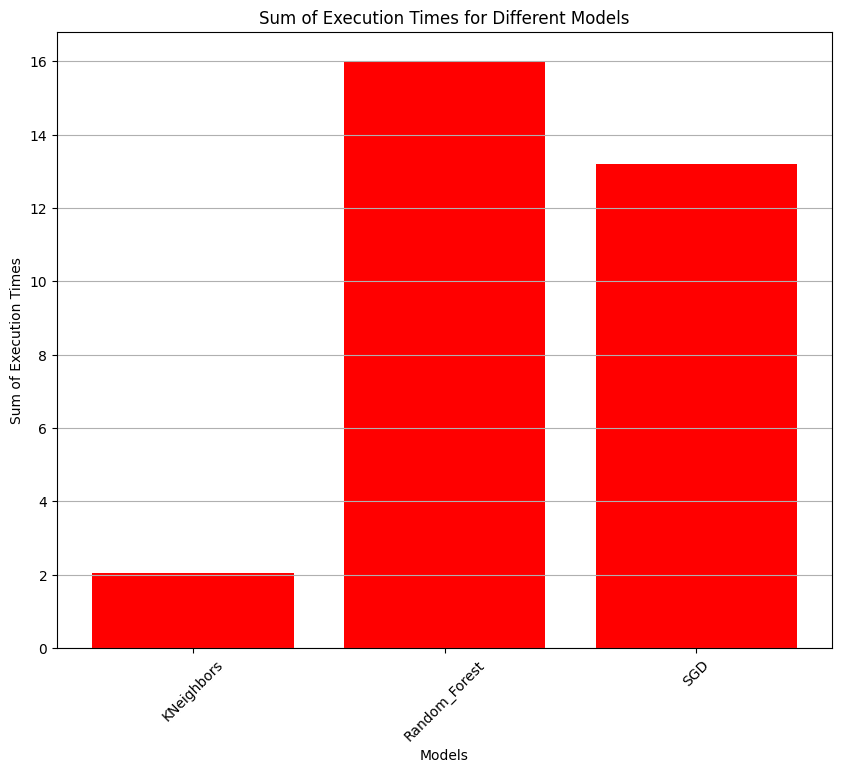 Sum of Execution Times for Different Models
Sum of Execution Times
16
14
12
10
8
6
4
2
0
KNeighbors
Random_Forest
SGD
Models